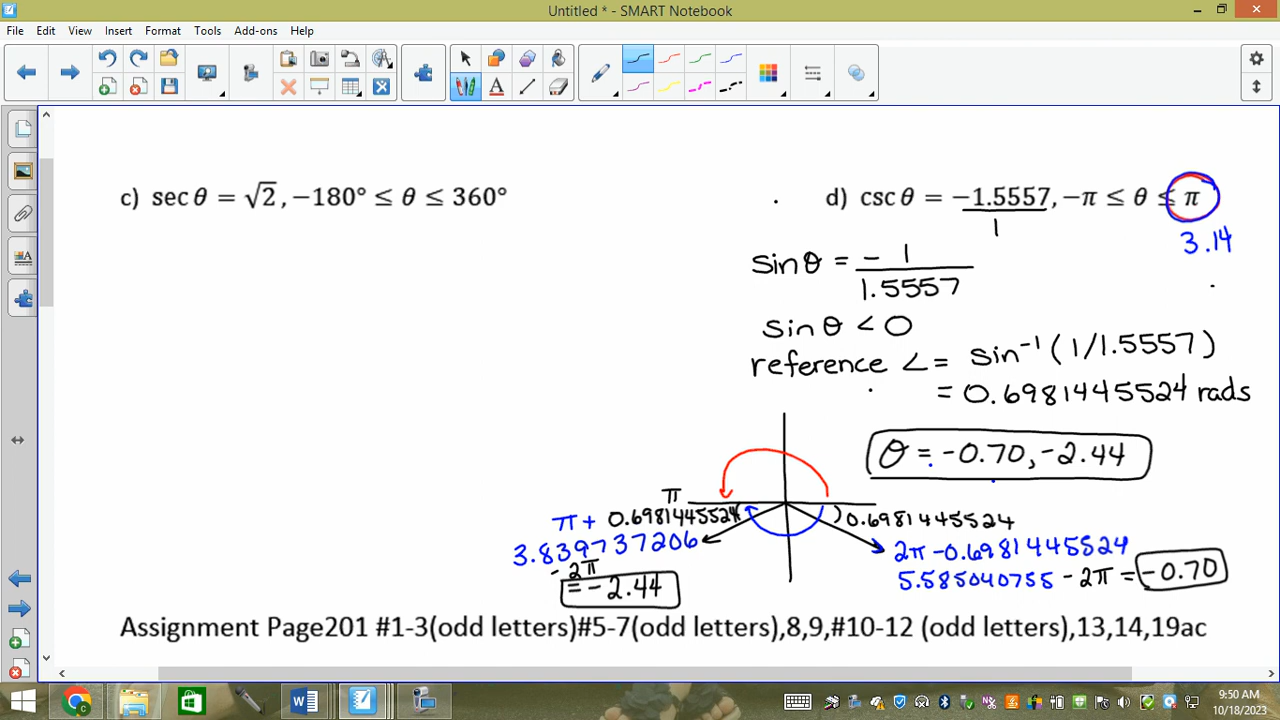 Untitled * - SMART Notebook
File Edit View Insert Format Tools Add-ons Help
c) sec θ = √2, −180° ≤ θ ≤ 360°
d) csc θ = −1.5557, −π ≤ θ ≤ π
1
3.14
sin θ = − 1
1.5557
sin θ < 0
reference ∠ = sin⁻¹ (1/1.5557)
= 0.6981445524 rads
θ = -0.70, -2.44
π
π + 0.6981445524
3.839737206
- 2π
= -2.44
0.6981445524
2π -0.6981445524
5.585040755 - 2π = -0.70
Assignment Page201 #1-3(odd letters)#5-7(odd letters),8,9,#10-12 (odd letters),13,14,19ac
9:50 AM
10/18/2023